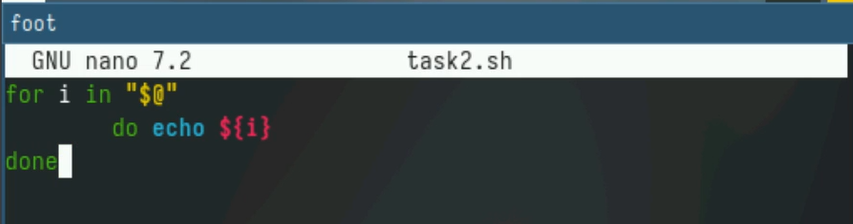 foot
GNU nano 7.2 task2.sh
for i in "$@"
do echo ${i}
done